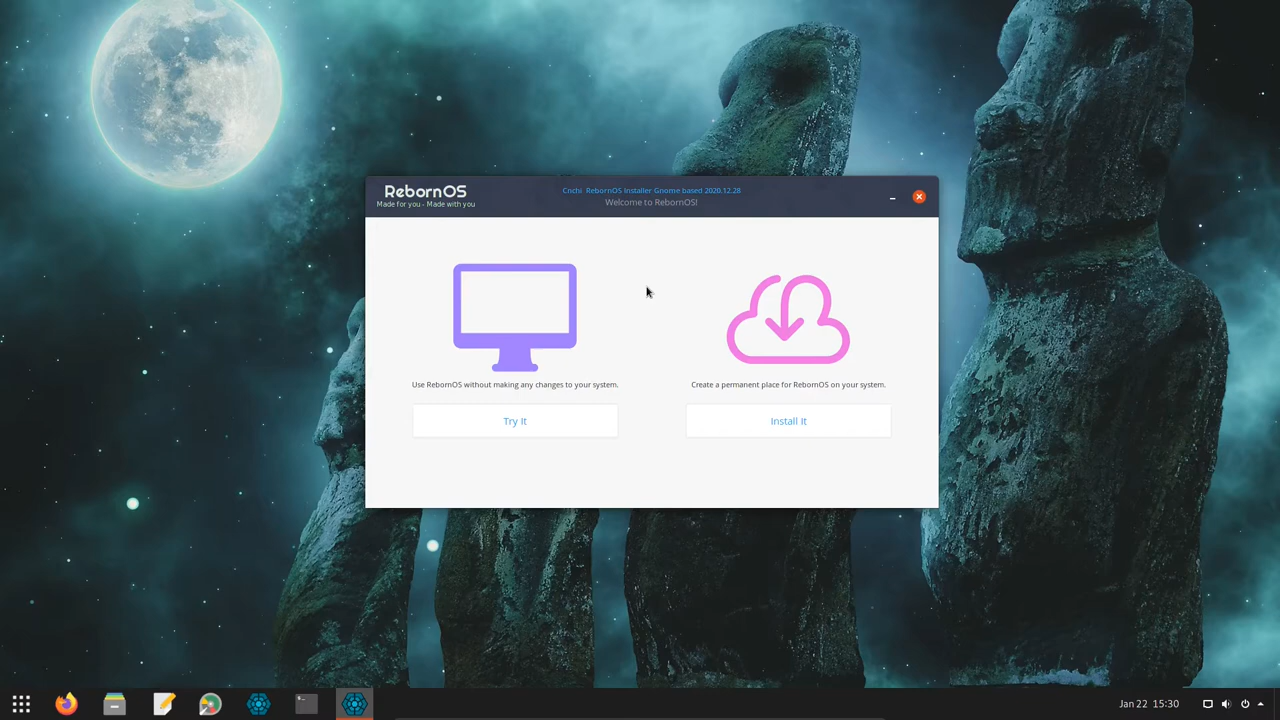 RebornOS
Made for you - Made with you
Cnchi RebornOS Installer Gnome based 2020.12.28
Welcome to RebornOS!
Use RebornOS without making any changes to your system.
Create a permanent place for RebornOS on your system.
Try It
Install It
Jan 22 15:30